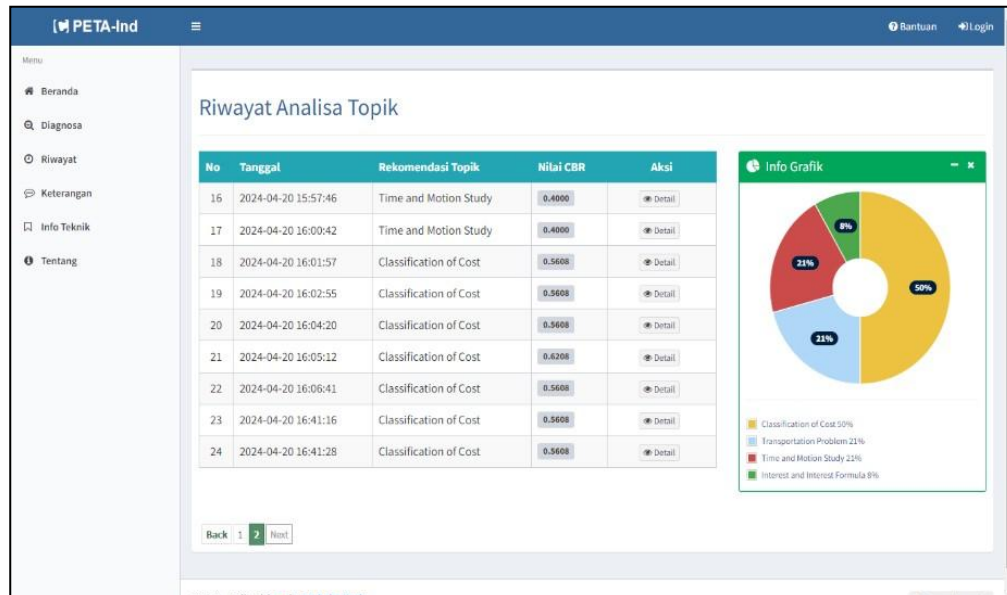 PETA-Ind
Bantuan Login
Menu
Beranda
Diagnosa
Riwayat
Keterangan
Info Teknik
Tentang
Riwayat Analisa Topik
No Tanggal Rekomendasi Topik Nilai CBR Aksi
16 2024-04-20 15:57:46 Time and Motion Study 0.4000 Detail
17 2024-04-20 16:00:42 Time and Motion Study 0.4000 Detail
18 2024-04-20 16:01:57 Classification of Cost 0.5608 Detail
19 2024-04-20 16:02:55 Classification of Cost 0.5608 Detail
20 2024-04-20 16:04:20 Classification of Cost 0.5608 Detail
21 2024-04-20 16:05:12 Classification of Cost 0.6208 Detail
22 2024-04-20 16:06:41 Classification of Cost 0.5608 Detail
23 2024-04-20 16:41:16 Classification of Cost 0.5608 Detail
24 2024-04-20 16:41:28 Classification of Cost 0.5608 Detail
Back 1 2 Next
Info Grafik
8%
21%
50%
21%
Classification of Cost 50%
Transportation Problem 21%
Time and Motion Study 21%
Interest and Interest Formula 8%